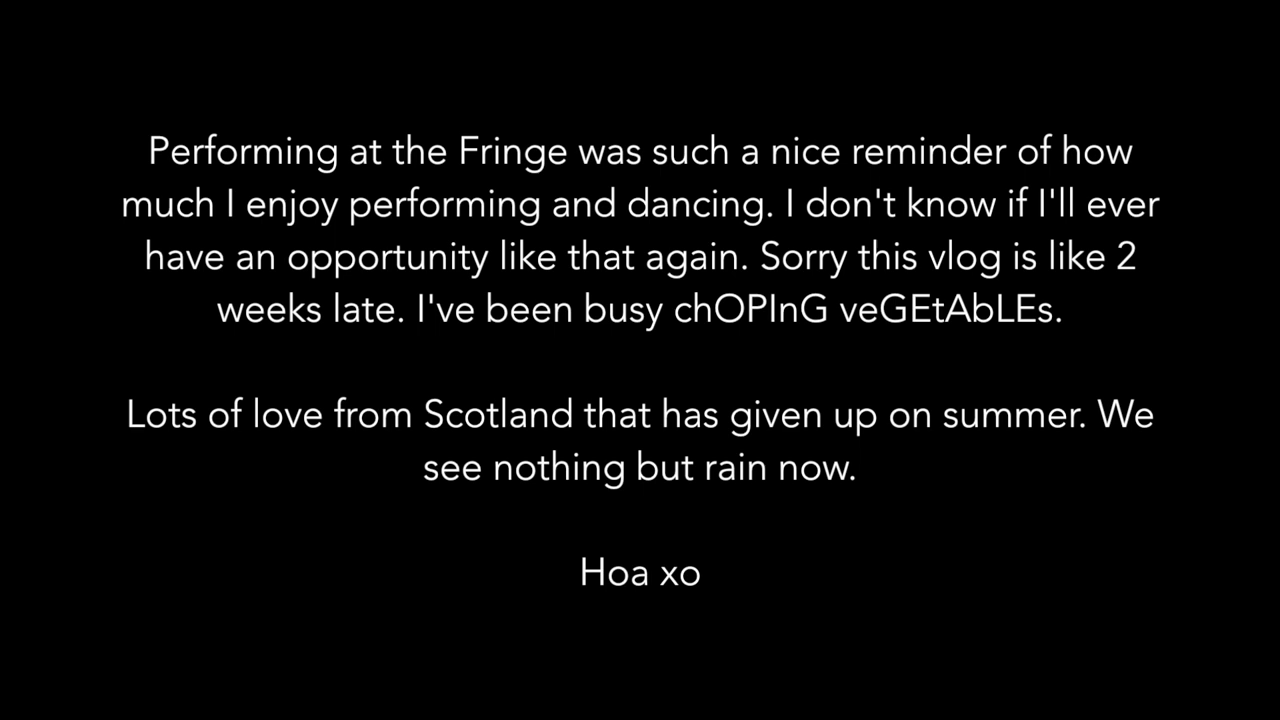 Performing at the Fringe was such a nice reminder of how
much I enjoy performing and dancing. I don't know if I'll ever
have an opportunity like that again. Sorry this vlog is like 2
weeks late. I've been busy chOPInG veGEtAbLEs.
Lots of love from Scotland that has given up on summer. We
see nothing but rain now.
Hoa xo